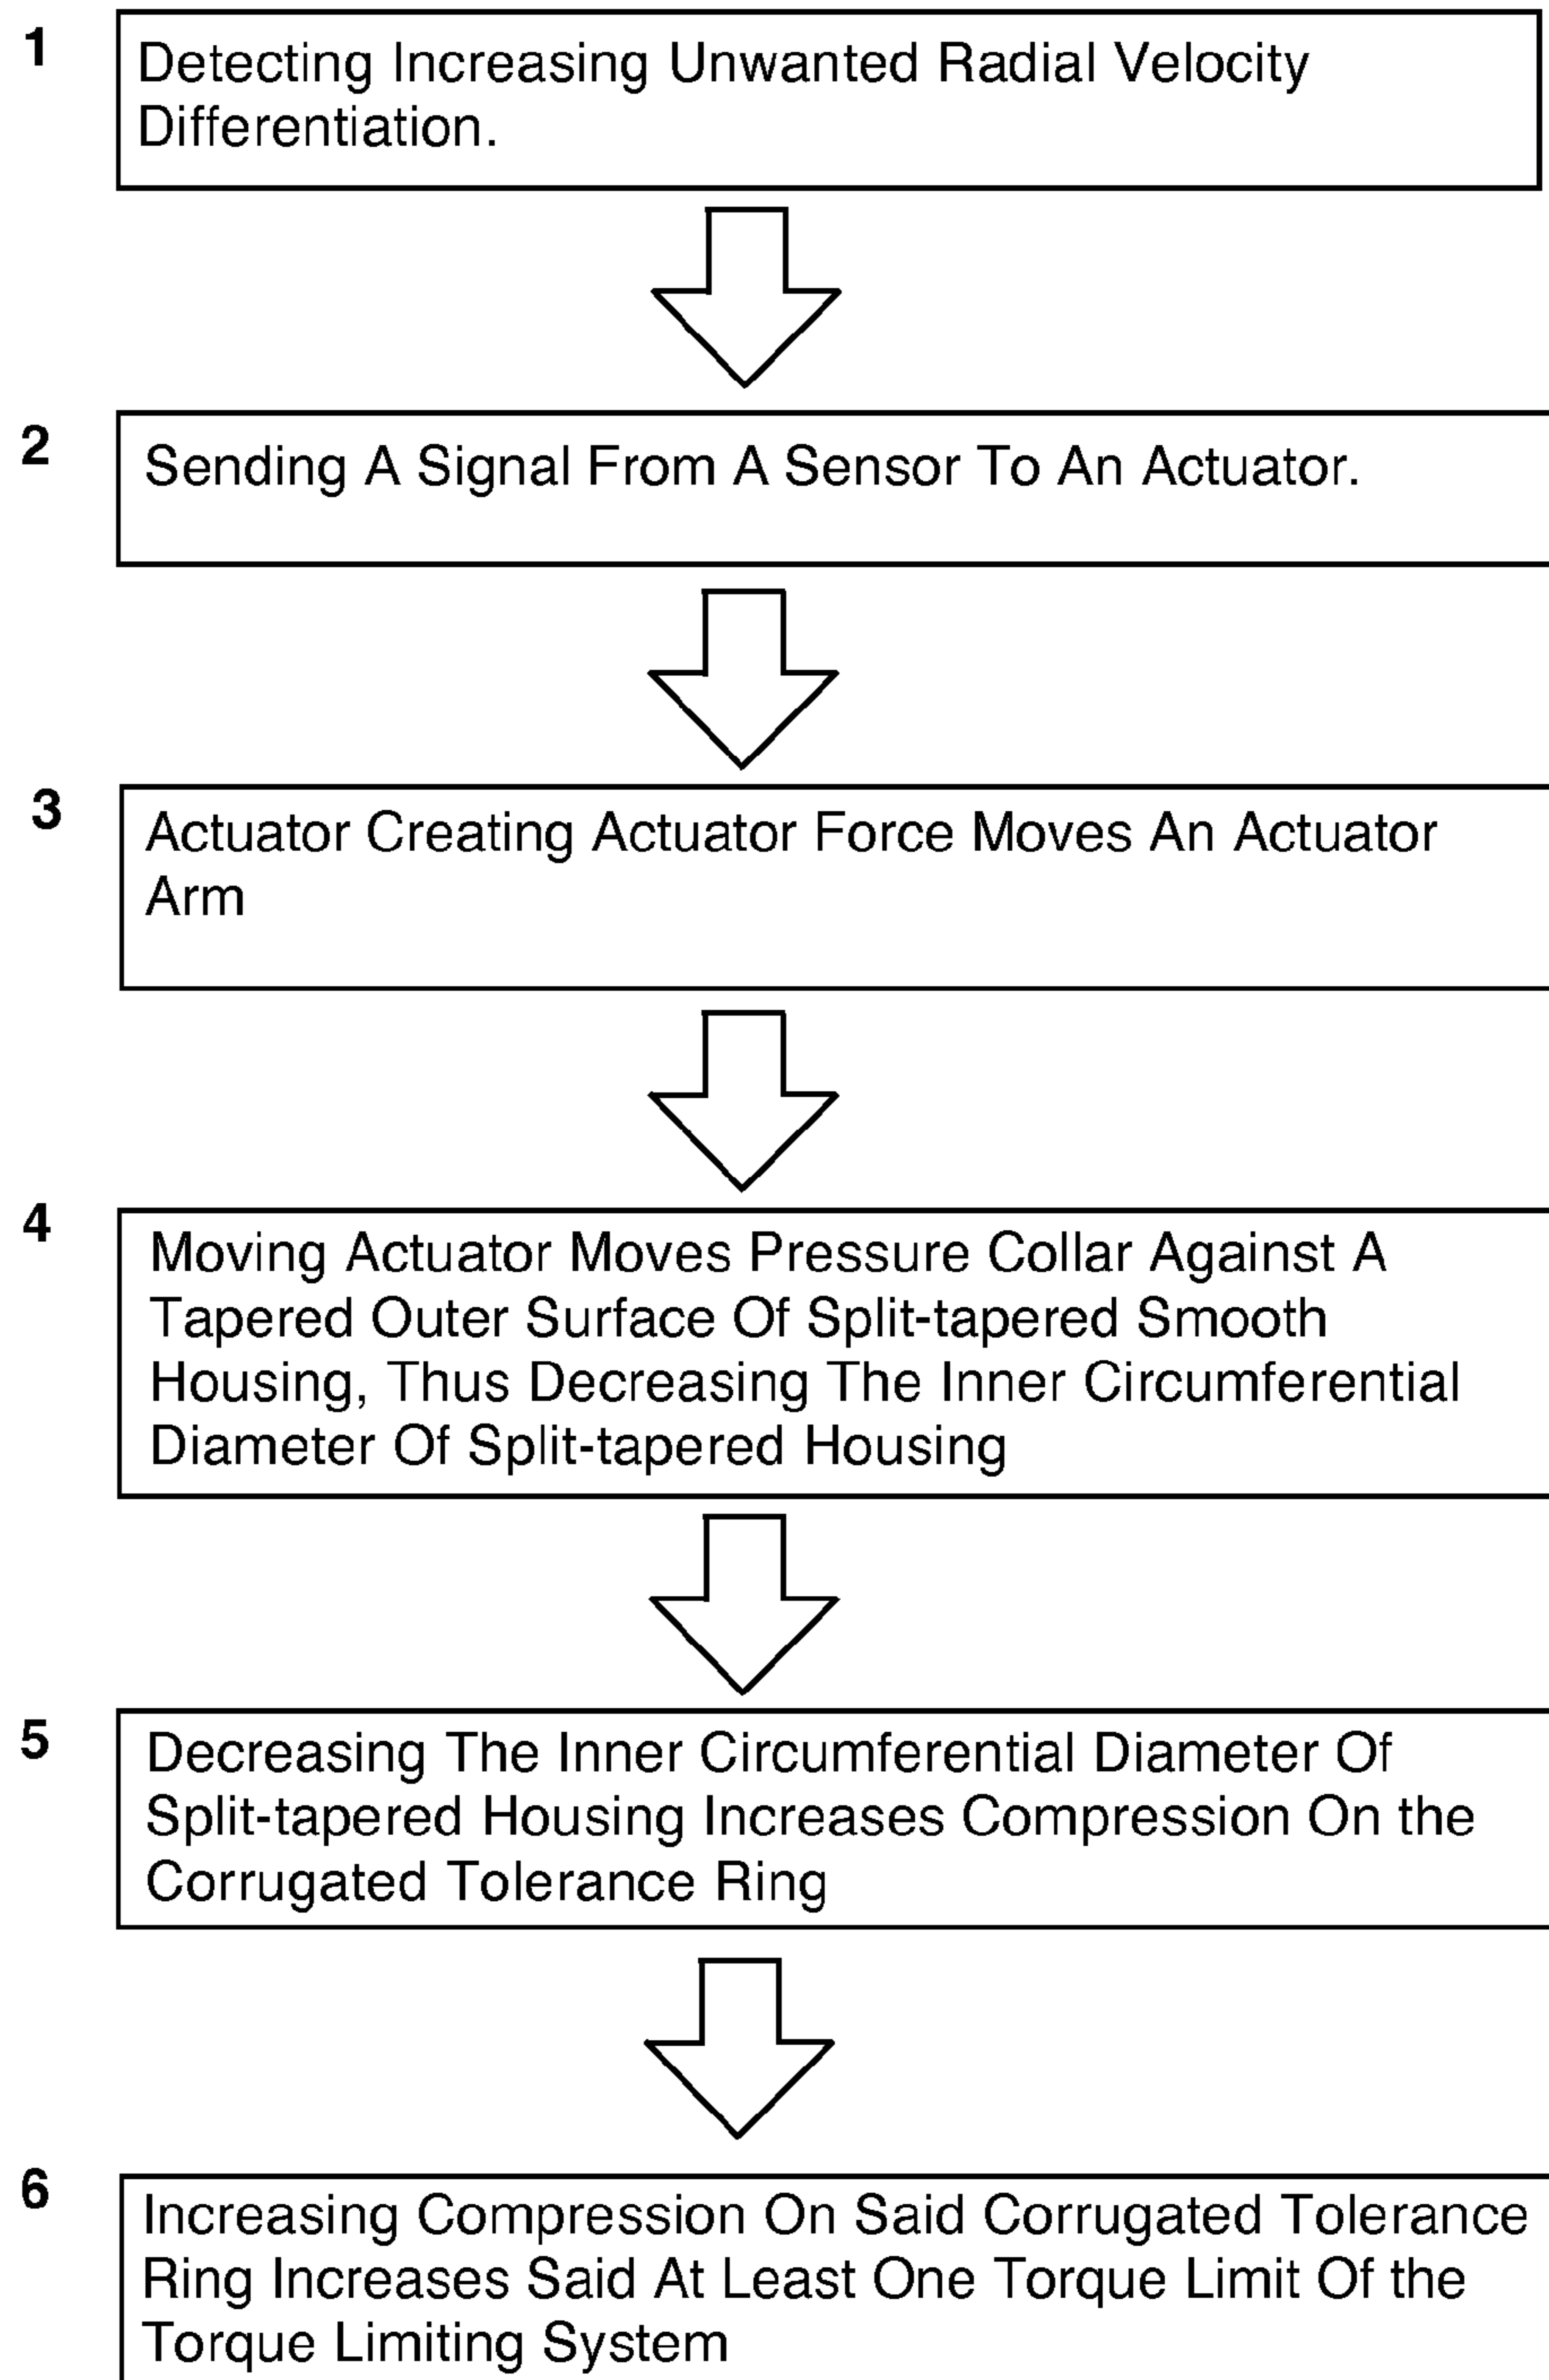 1
Detecting Increasing Unwanted Radial Velocity
Differentiation.
2
Sending A Signal From A Sensor To An Actuator.
3
Actuator Creating Actuator Force Moves An Actuator
Arm
4
Moving Actuator Moves Pressure Collar Against A
Tapered Outer Surface Of Split-tapered Smooth
Housing, Thus Decreasing The Inner Circumferential
Diameter Of Split-tapered Housing
5
Decreasing The Inner Circumferential Diameter Of
Split-tapered Housing Increases Compression On the
Corrugated Tolerance Ring
6
Increasing Compression On Said Corrugated Tolerance
Ring Increases Said At Least One Torque Limit Of the
Torque Limiting System